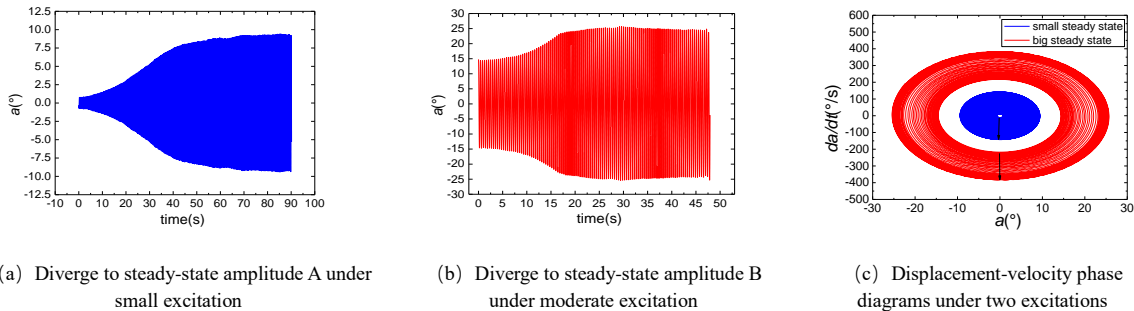 12.5
10.0
7.5
5.0
2.5
0.0
-2.5
-5.0
-7.5
-10.0
-12.5
a(°)
-10 0 10 20 30 40 50 60 70 80 90 100
time(s)
30
25
20
15
10
5
0
-5
-10
-15
-20
-25
-30
a(°)
0 5 10 15 20 25 30 35 40 45 50
time(s)
600
500
400
300
200
100
0
-100
-200
-300
-400
-500
da/dt(°/s)
small steady state
big steady state
-30 -20 -10 0 10 20 30
a(°)
a) Diverge to steady-state amplitude A under
small excitation
(b) Diverge to steady-state amplitude B
under moderate excitation
(c) Displacement-velocity phase
diagrams under two excitations